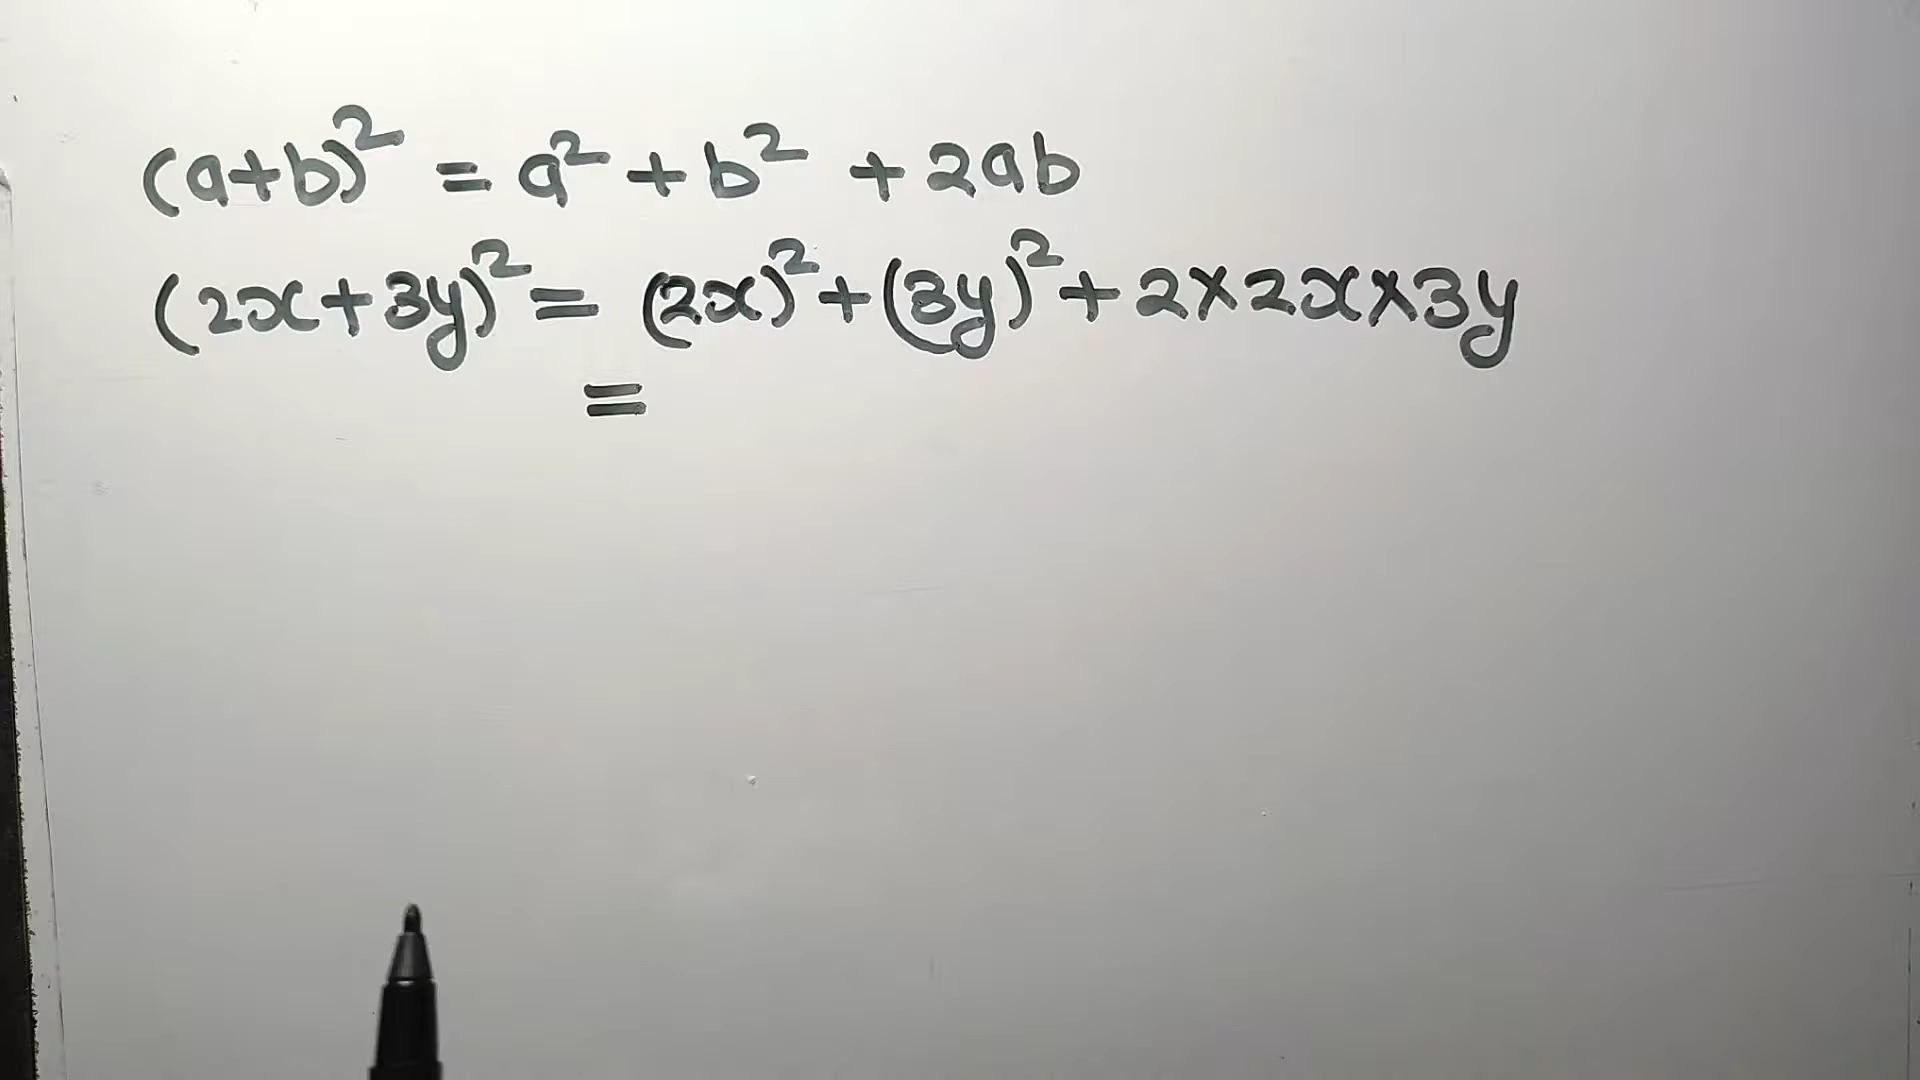 (a+b)² = a² + b² + 2ab
(2x+3y)² = (2x)² + (3y)² + 2×2x×3y
=